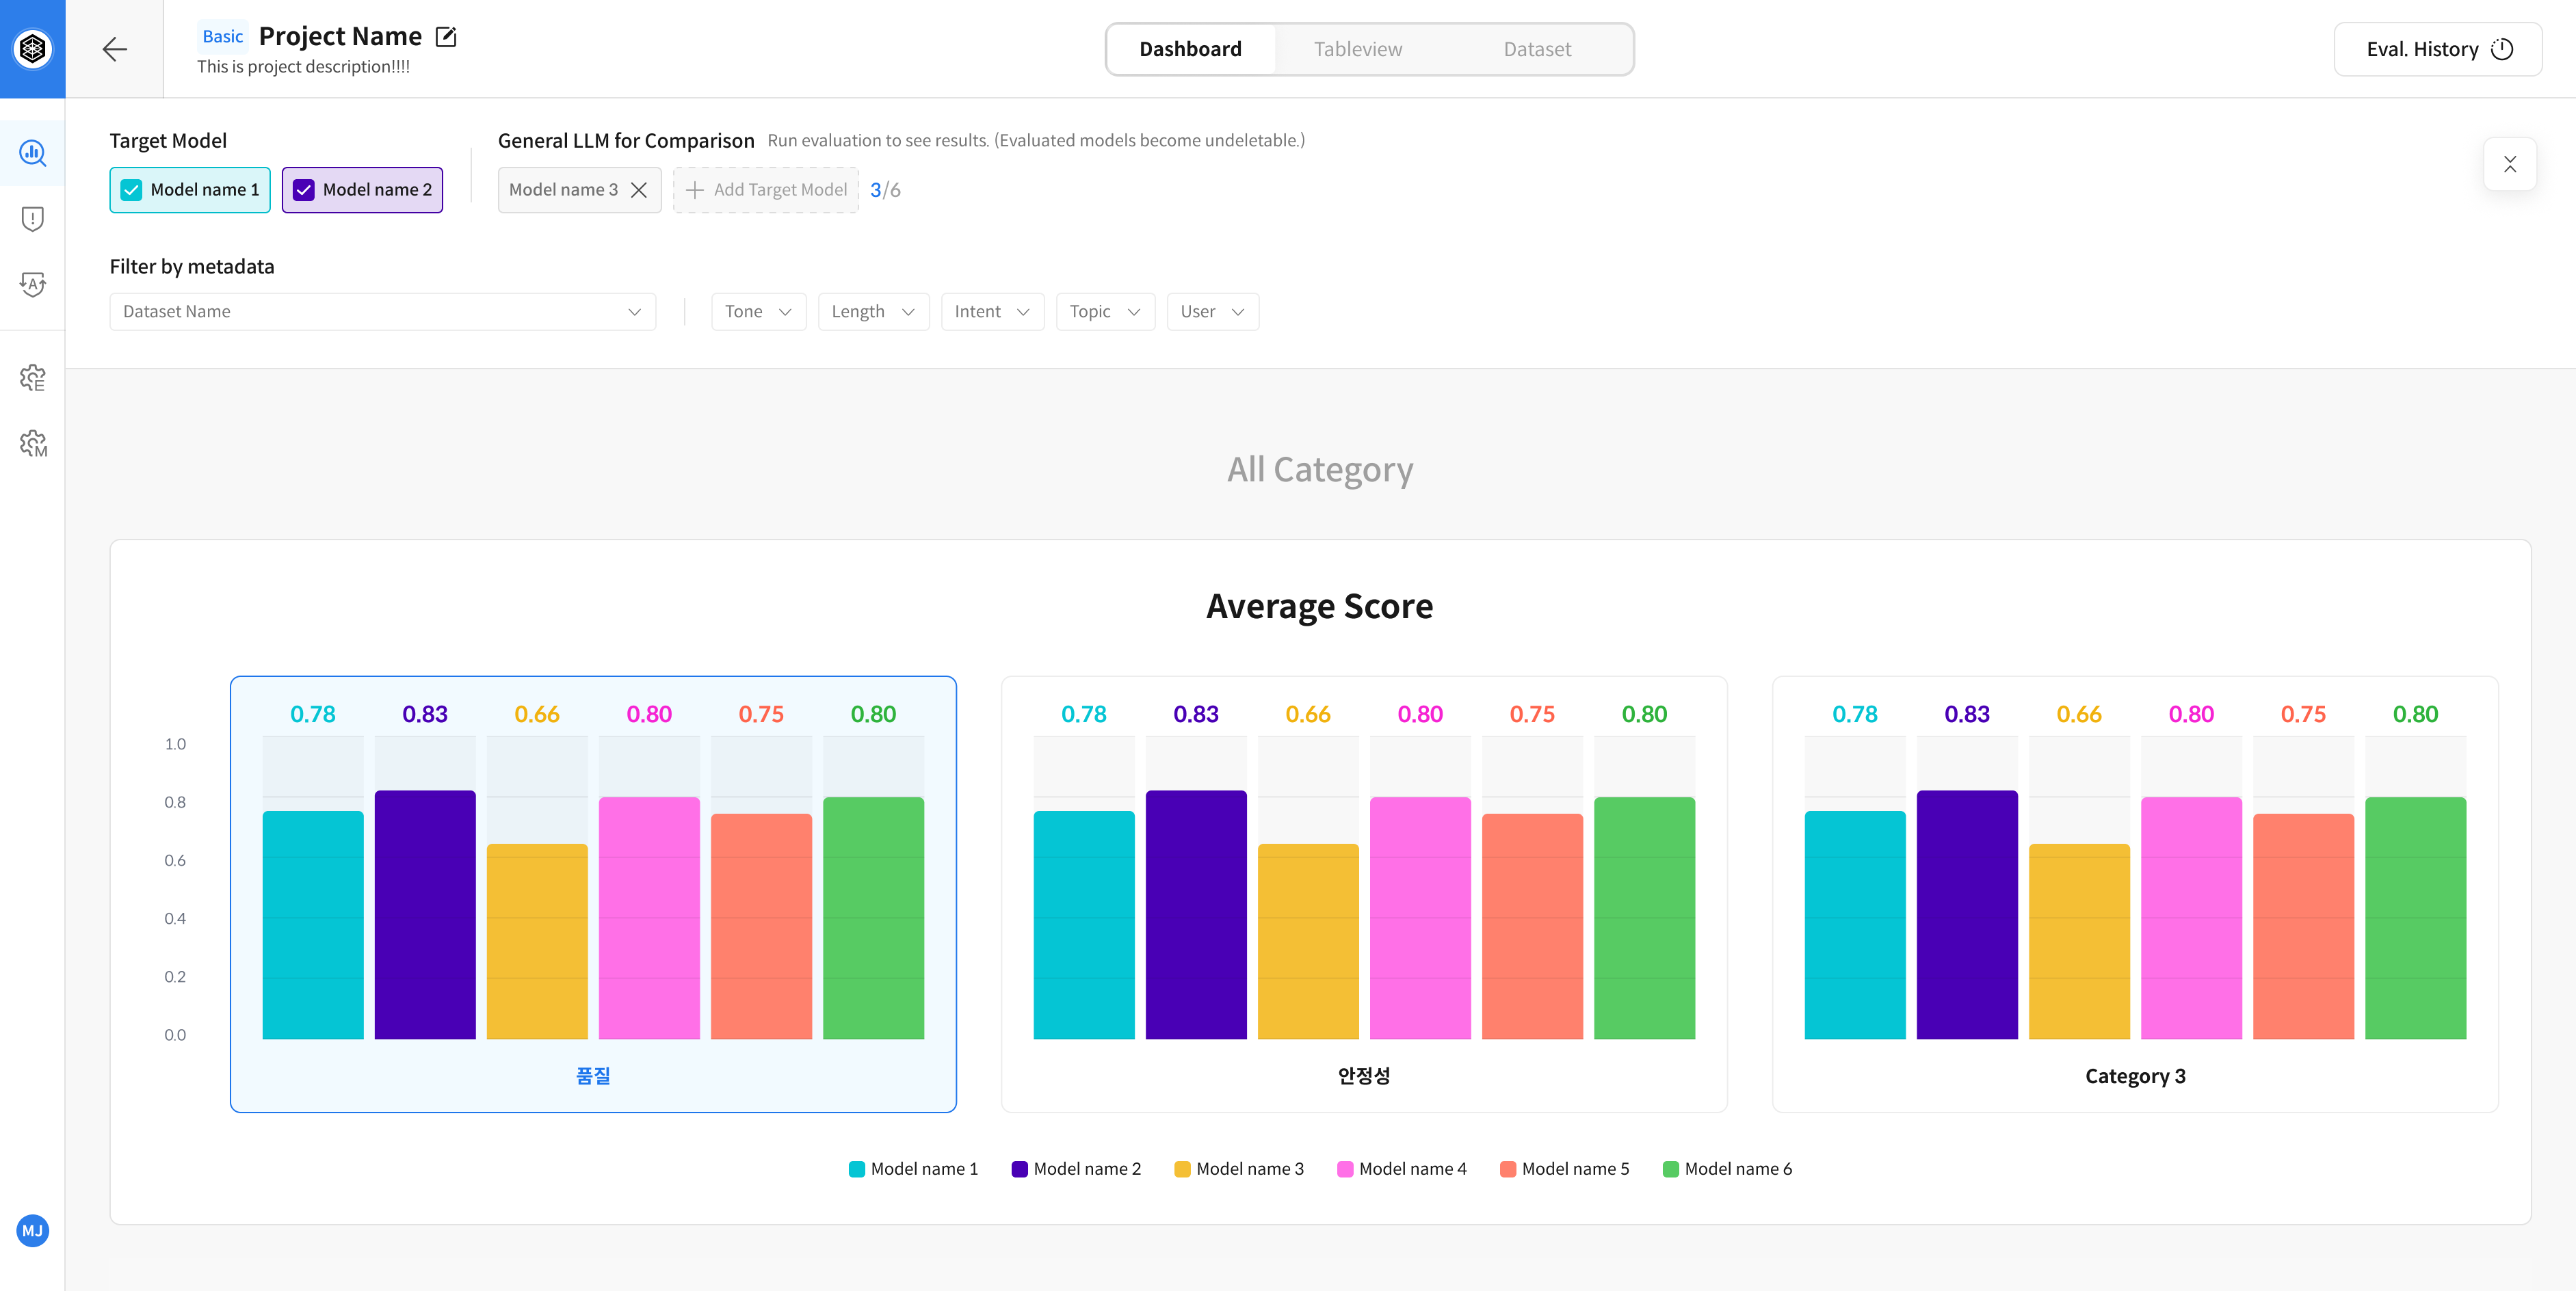 Basic Project Name
This is project description!!!!
Dashboard Tableview Dataset
Eval. History
Target Model
Model name 1 Model name 2
General LLM for Comparison Run evaluation to see results. (Evaluated models become undeletable.)
Model name 3 Add Target Model 3/6
A
Filter by metadata
Dataset Name Tone Length Intent Topic User
E
M
All Category
Average Score
0.78 0.83 0.66 0.80 0.75 0.80
0.78 0.83 0.66 0.80 0.75 0.80
0.78 0.83 0.66 0.80 0.75 0.80
1.0
0.8
0.6
0.4
0.2
0.0
품질
안정성
Category 3
Model name 1 Model name 2 Model name 3 Model name 4 Model name 5 Model name 6
MJ